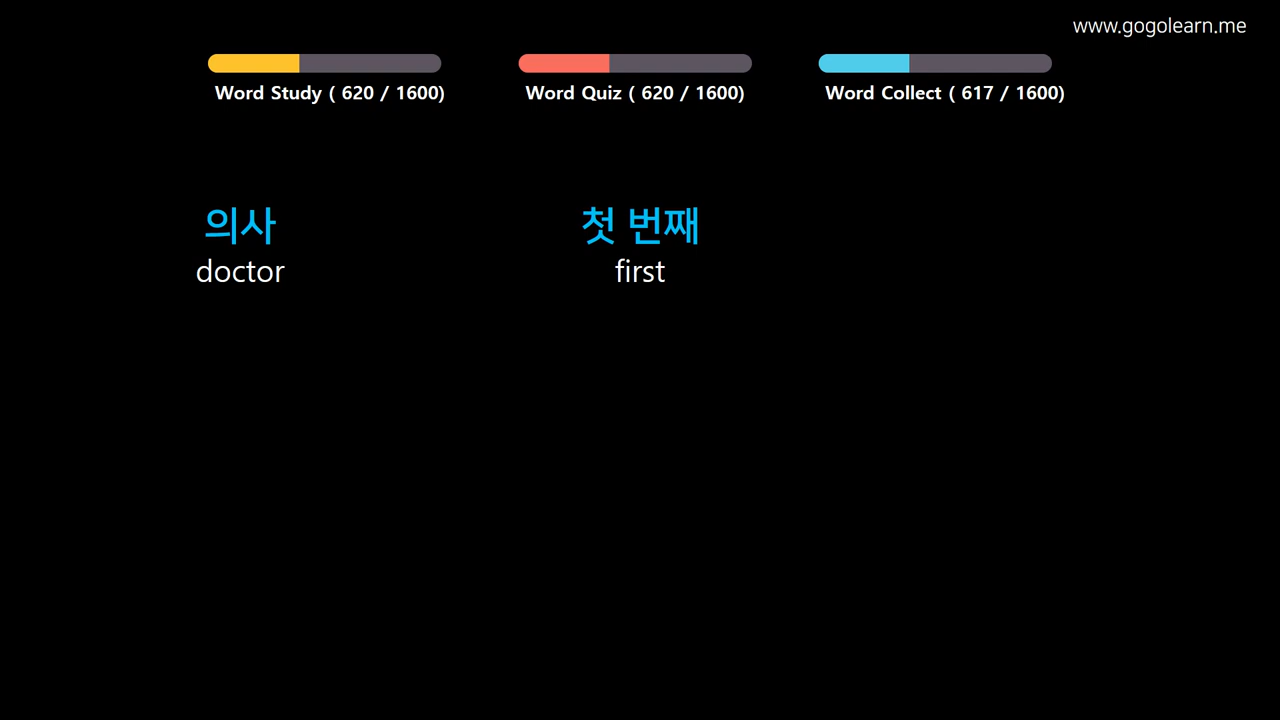 www.gogolearn.me
Word Study ( 620 / 1600)
Word Quiz ( 620 / 1600)
Word Collect ( 617 / 1600)
의사
doctor
첫 번째
first